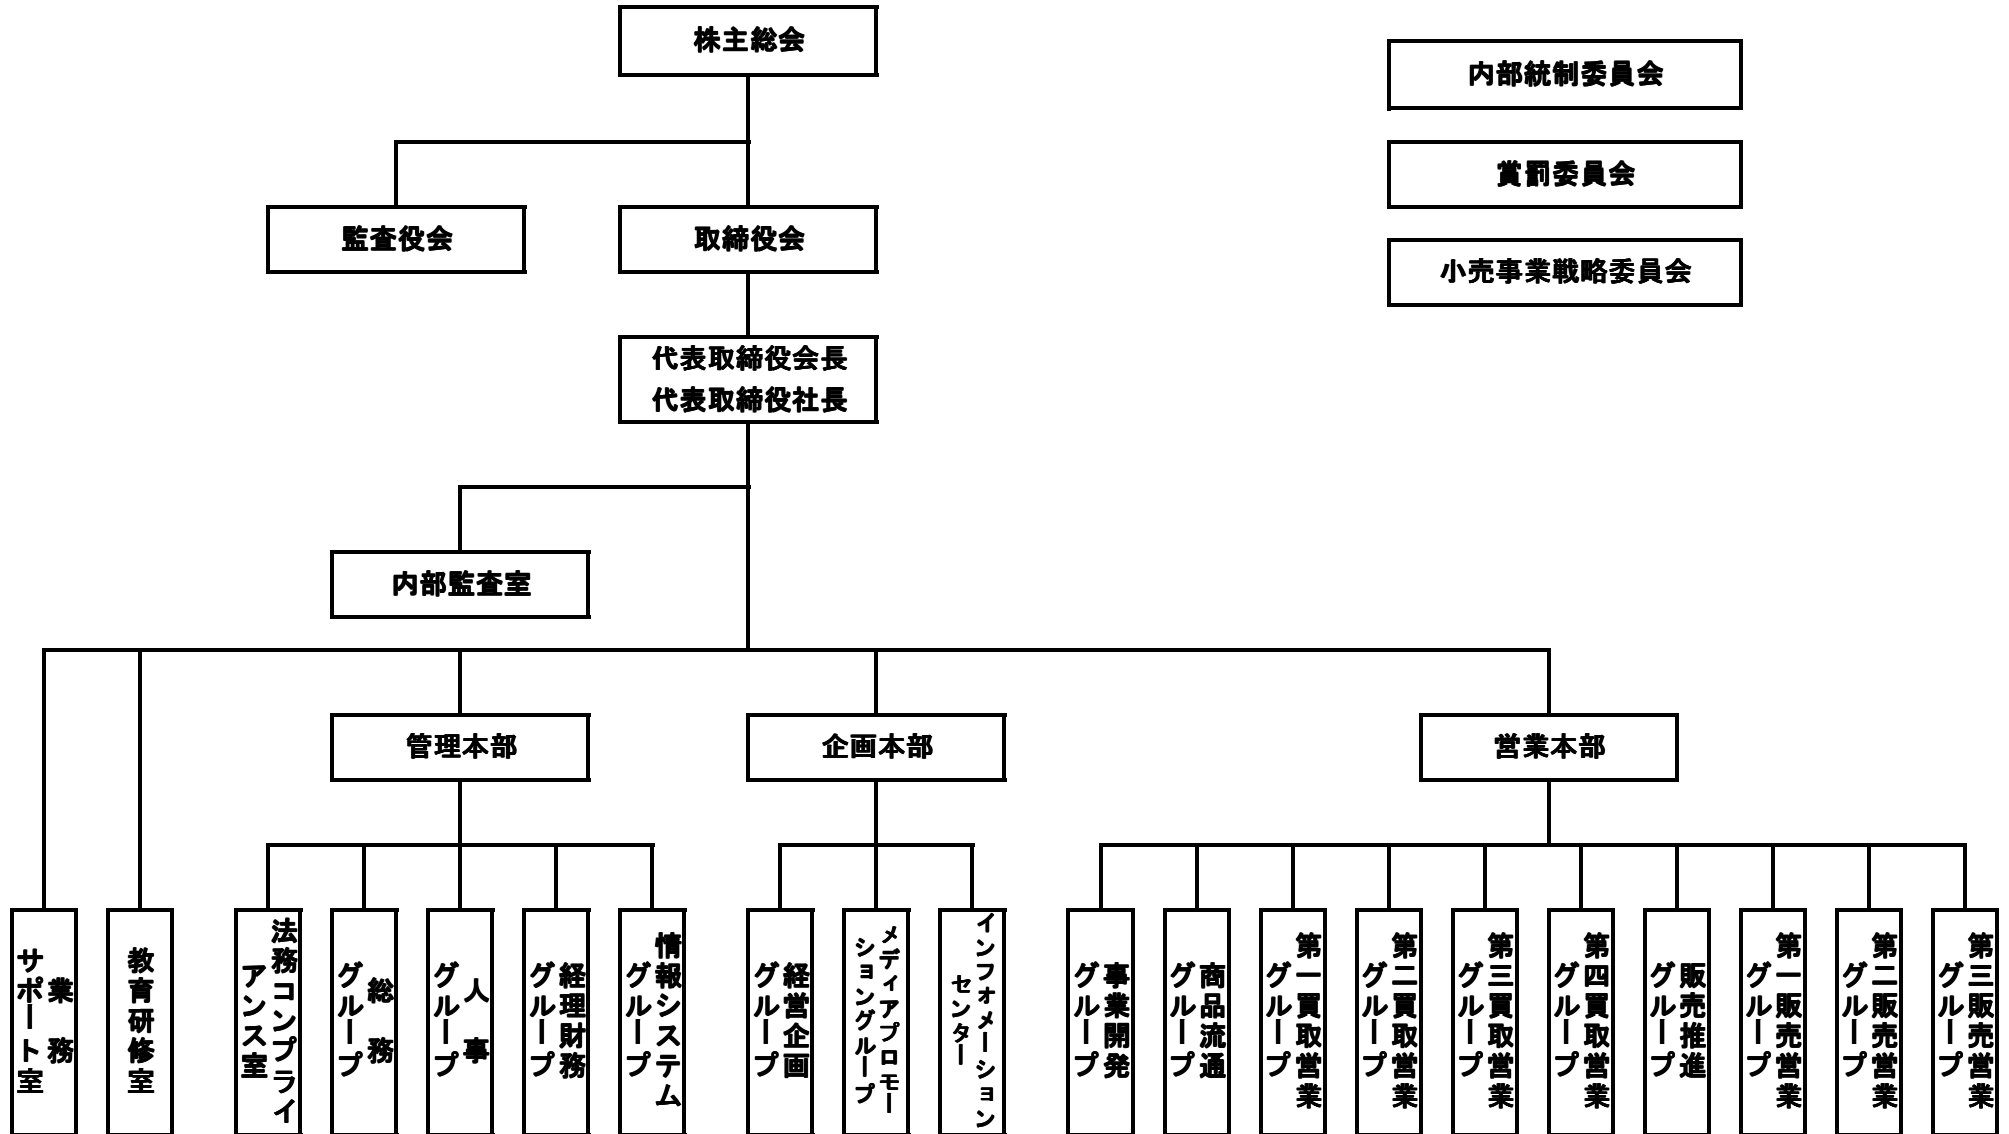 株主総会
内部統制委員会
賞罰委員会
小売事業戦略委員会
監査役会
取締役会
代表取締役会長
代表取締役社長
内部監査室
管理本部
企画本部
営業本部
業務
サポート室
教育研修室
法務コンプライ
アンス室
総務
グループ
人事
グループ
経理財務
グループ
情報システム
グループ
経営企画
グループ
メディアプロモー
ショングループ
インフォメーション
センター
事業開発
グループ
商品流通
グループ
第一買取営業
グループ
第二買取営業
グループ
第三買取営業
グループ
第四買取営業
グループ
販売推進
グループ
第一販売営業
グループ
第二販売営業
グループ
第三販売営業
グループ